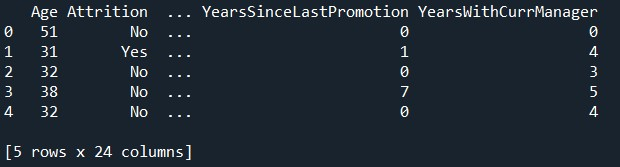 Age Attrition ... YearsSinceLastPromotion YearsWithCurrManager
0 51 No ... 0 0
1 31 Yes ... 1 4
2 32 No ... 0 3
3 38 No ... 7 5
4 32 No ... 0 4
[5 rows x 24 columns]